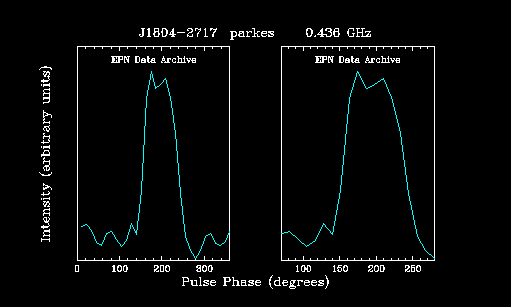 J1804-2717 parkes 0.436 GHz
EPN Data Archive EPN Data Archive
Intensity (arbitrary units)
0 100 200 300 100 150 200 250
Pulse Phase (degrees)